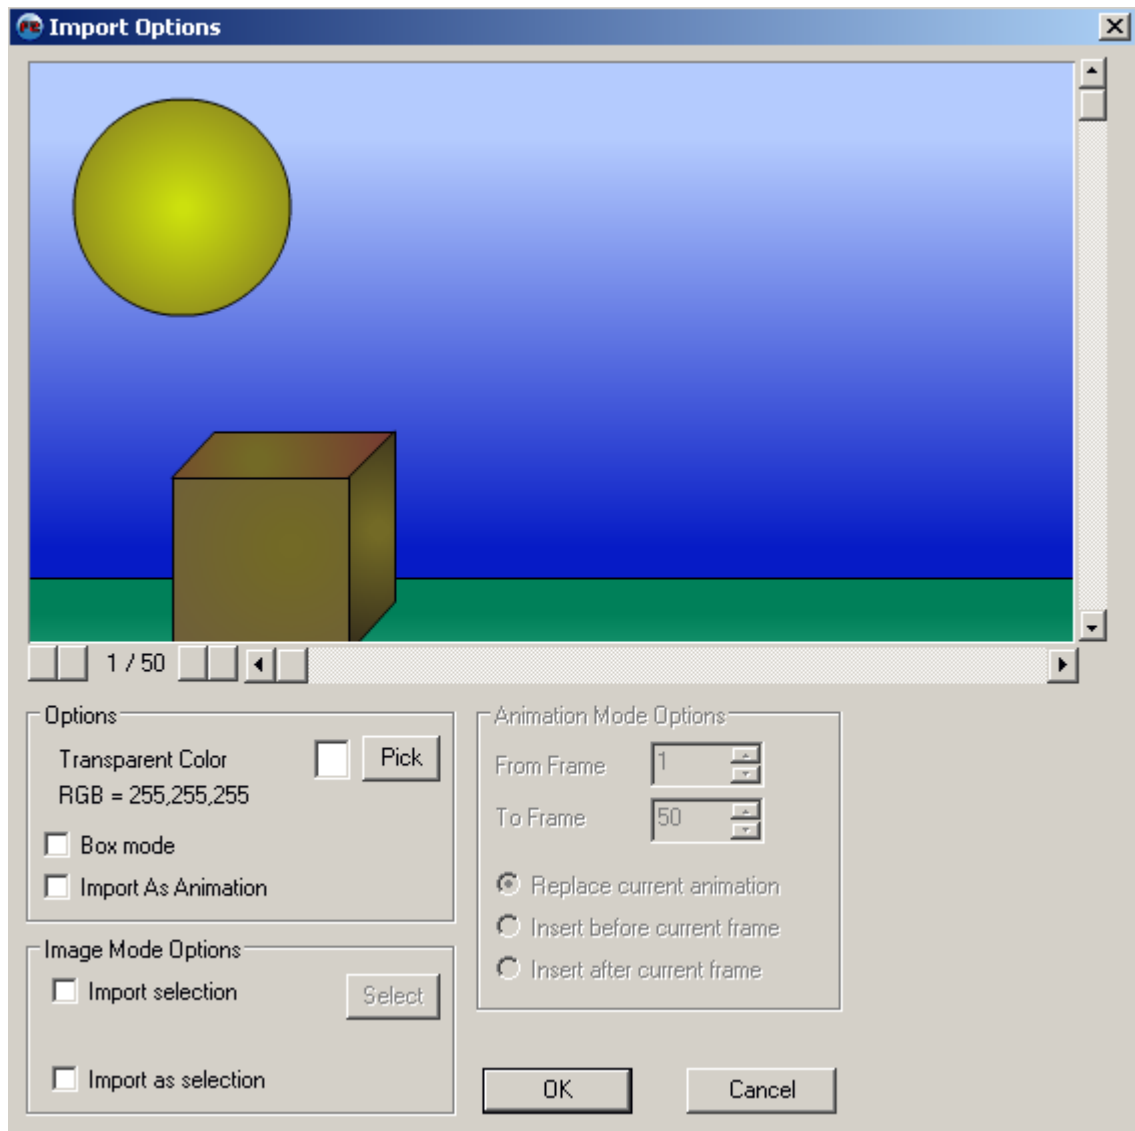 Import Options
1 / 50
Options
Transparent Color
Pick
RGB = 255,255,255
Box mode
Import As Animation
Image Mode Options
Import selection
Select
Import as selection
Animation Mode Options
From Frame
1
To Frame
50
Replace current animation
Insert before current frame
Insert after current frame
OK
Cancel